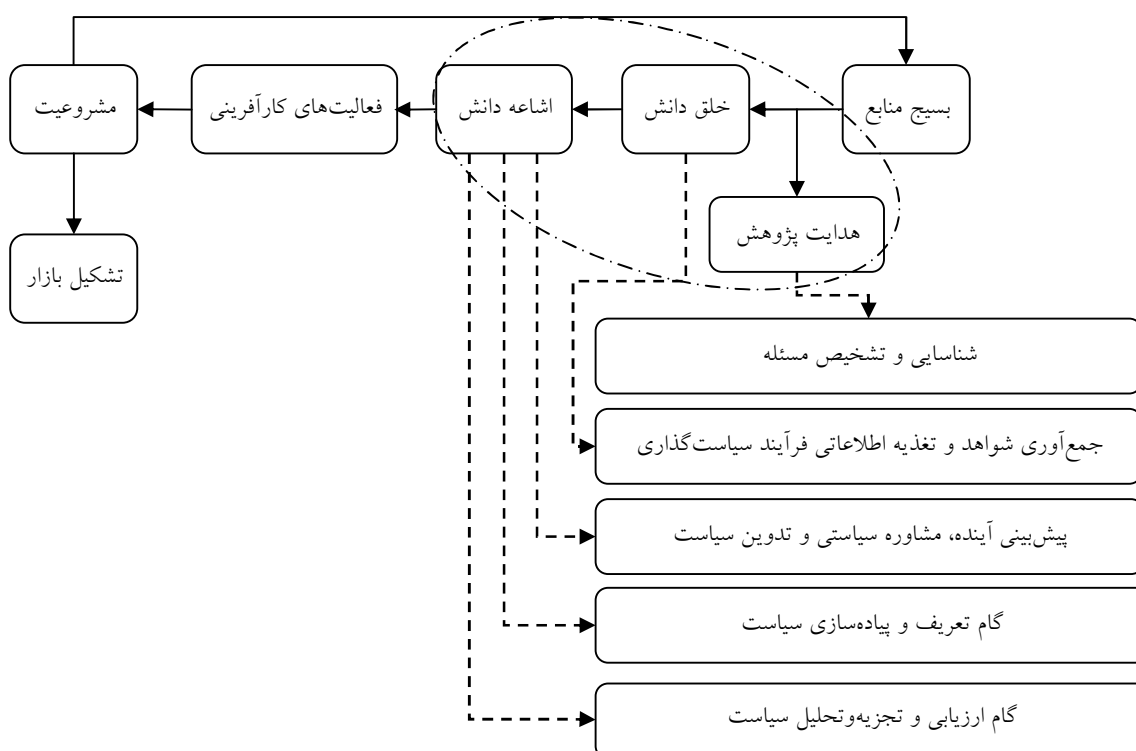 بسیج منابع
خلق دانش
اشاعه دانش
فعالیت‌های کارآفرینی
مشروعیت
هدایت پژوهش
تشکیل بازار
شناسایی و تشخیص مسئله
جمع‌آوری شواهد و تغذیه اطلاعاتی فرآیند سیاست‌گذاری
پیش‌بینی آینده، مشاوره سیاستی و تدوین سیاست
گام تعریف و پیاده‌سازی سیاست
گام ارزیابی و تجزیه‌وتحلیل سیاست